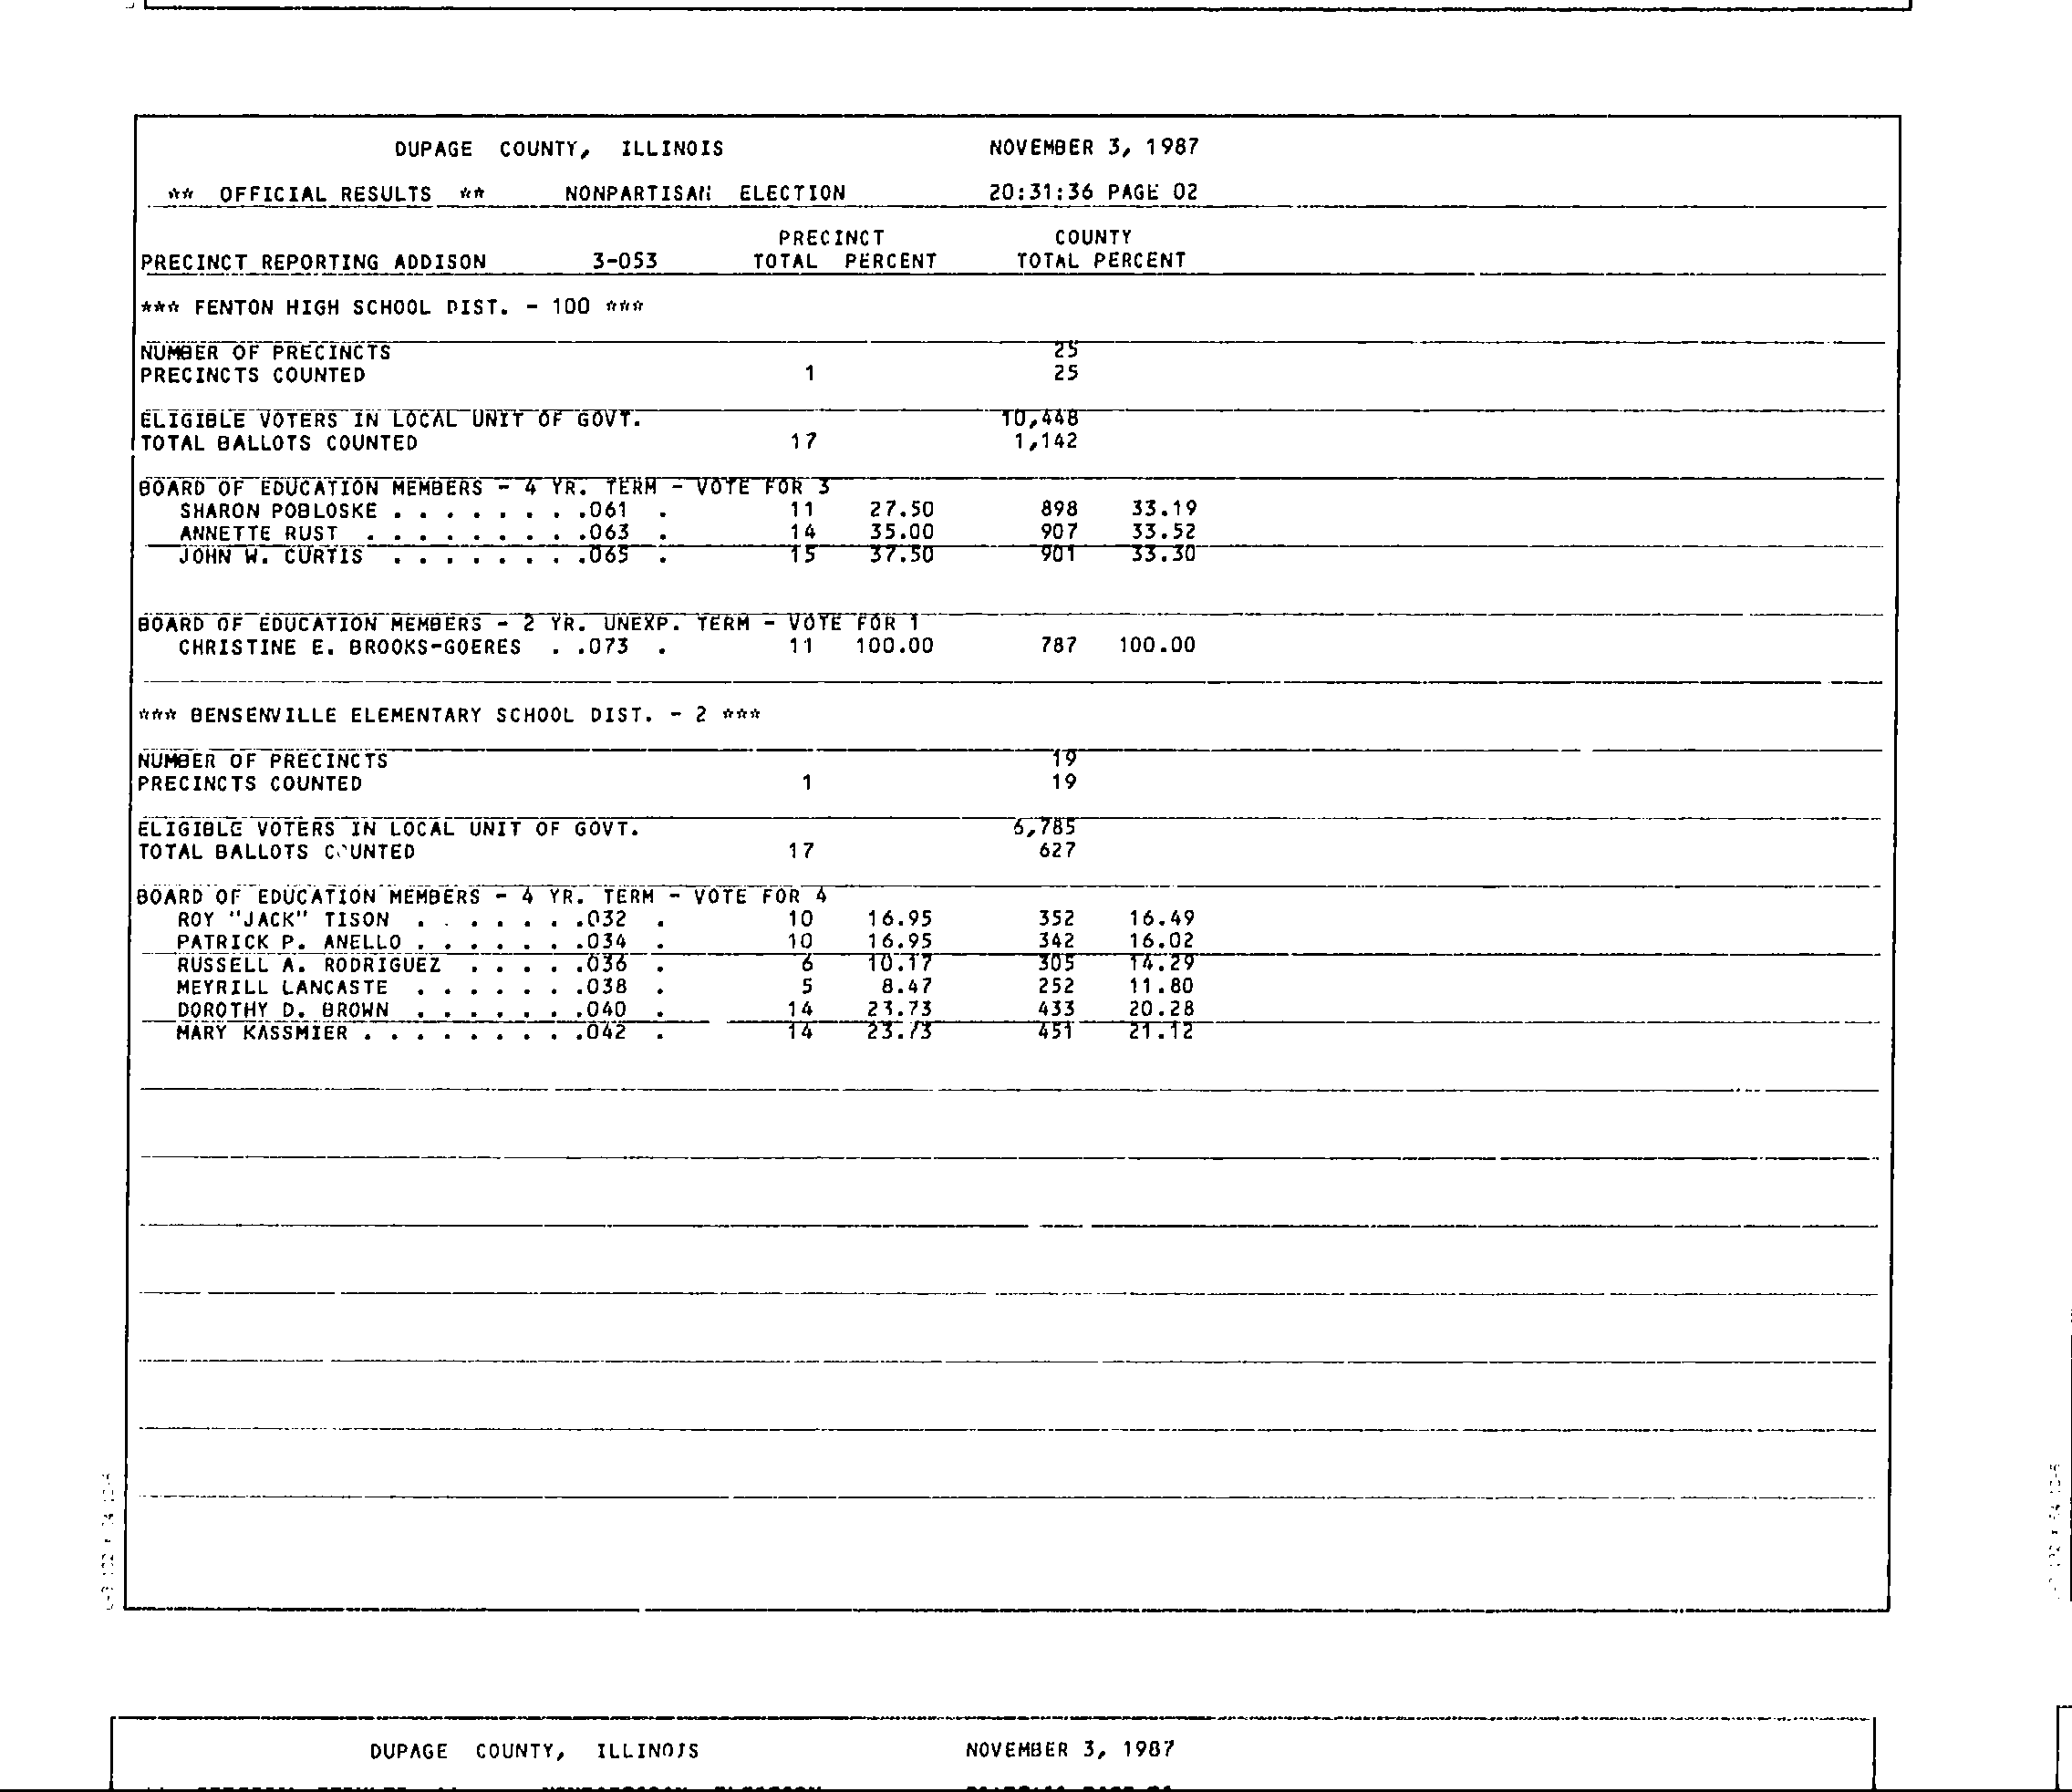 DUPAGE COUNTY, ILLINOIS NOVEMBER 3, 1987
** OFFICIAL RESULTS ** NONPARTISAN ELECTION 20:31:36 PAGE 02
PRECINCT COUNTY
PRECINCT REPORTING ADDISON 3-053 TOTAL PERCENT TOTAL PERCENT
*** FENTON HIGH SCHOOL DIST. - 100 ***
NUMBER OF PRECINCTS 25
PRECINCTS COUNTED 1 25
ELIGIBLE VOTERS IN LOCAL UNIT OF GOVT. 10,448
TOTAL BALLOTS COUNTED 17 1,142
BOARD OF EDUCATION MEMBERS - 4 YR. TERM - VOTE FOR 3
SHARON POBLOSKE . . . . . . . .061 . 11 27.50 898 33.19
ANNETTE RUST . . . . . . . . .063 . 14 35.00 907 33.52
JOHN W. CURTIS . . . . . . . .065 . 15 37.50 901 33.30
BOARD OF EDUCATION MEMBERS - 2 YR. UNEXP. TERM - VOTE FOR 1
CHRISTINE E. BROOKS-GOERES . .073 . 11 100.00 787 100.00
*** BENSENVILLE ELEMENTARY SCHOOL DIST. - 2 ***
NUMBER OF PRECINCTS 19
PRECINCTS COUNTED 1 19
ELIGIBLE VOTERS IN LOCAL UNIT OF GOVT. 6,785
TOTAL BALLOTS COUNTED 17 627
BOARD OF EDUCATION MEMBERS - 4 YR. TERM - VOTE FOR 4
ROY "JACK" TISON . . . . . . .032 . 10 16.95 352 16.49
PATRICK P. ANELLO . . . . . . .034 . 10 16.95 342 16.02
RUSSELL A. RODRIGUEZ . . . . .036 . 6 10.17 305 14.29
MEYRILL LANCASTE . . . . . . .038 . 5 8.47 252 11.80
DOROTHY D. BROWN . . . . . . .040 . 14 23.73 433 20.28
MARY KASSMIER . . . . . . . . .042 . 14 23.73 451 21.12
DUPAGE COUNTY, ILLINOIS NOVEMBER 3, 1987